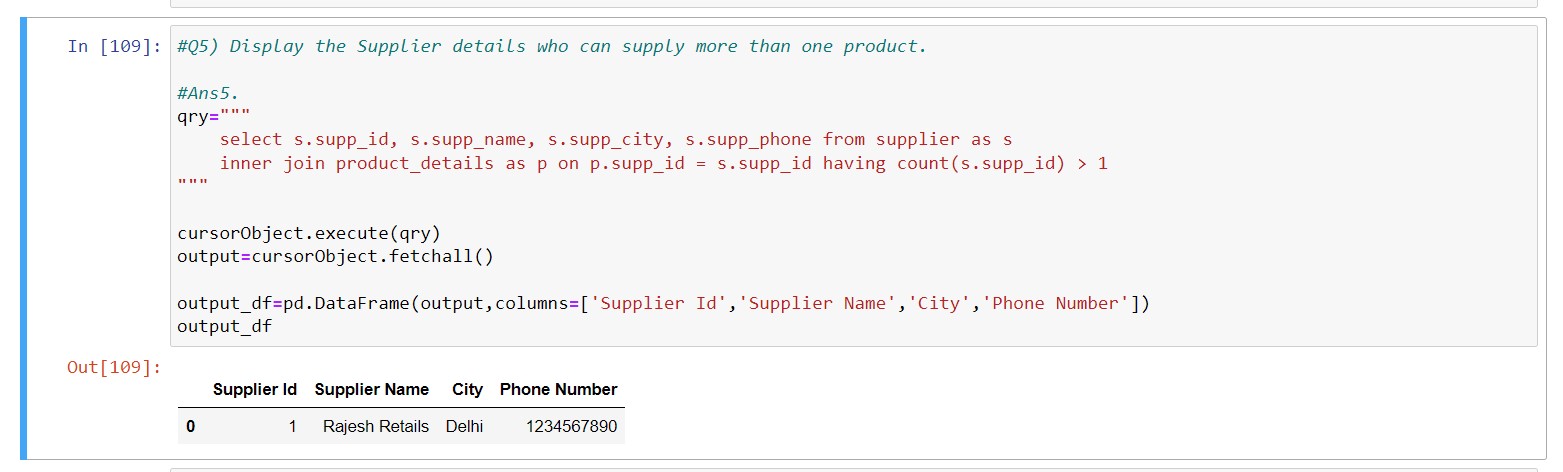 In [109]: #Q5) Display the Supplier details who can supply more than one product.
#Ans5.
qry="""
select s.supp_id, s.supp_name, s.supp_city, s.supp_phone from supplier as s
inner join product_details as p on p.supp_id = s.supp_id having count(s.supp_id) > 1
"""
cursorObject.execute(qry)
output=cursorObject.fetchall()
output_df=pd.DataFrame(output,columns=['Supplier Id','Supplier Name','City','Phone Number'])
output_df
Out[109]:
Supplier Id Supplier Name City Phone Number
0 1 Rajesh Retails Delhi 1234567890